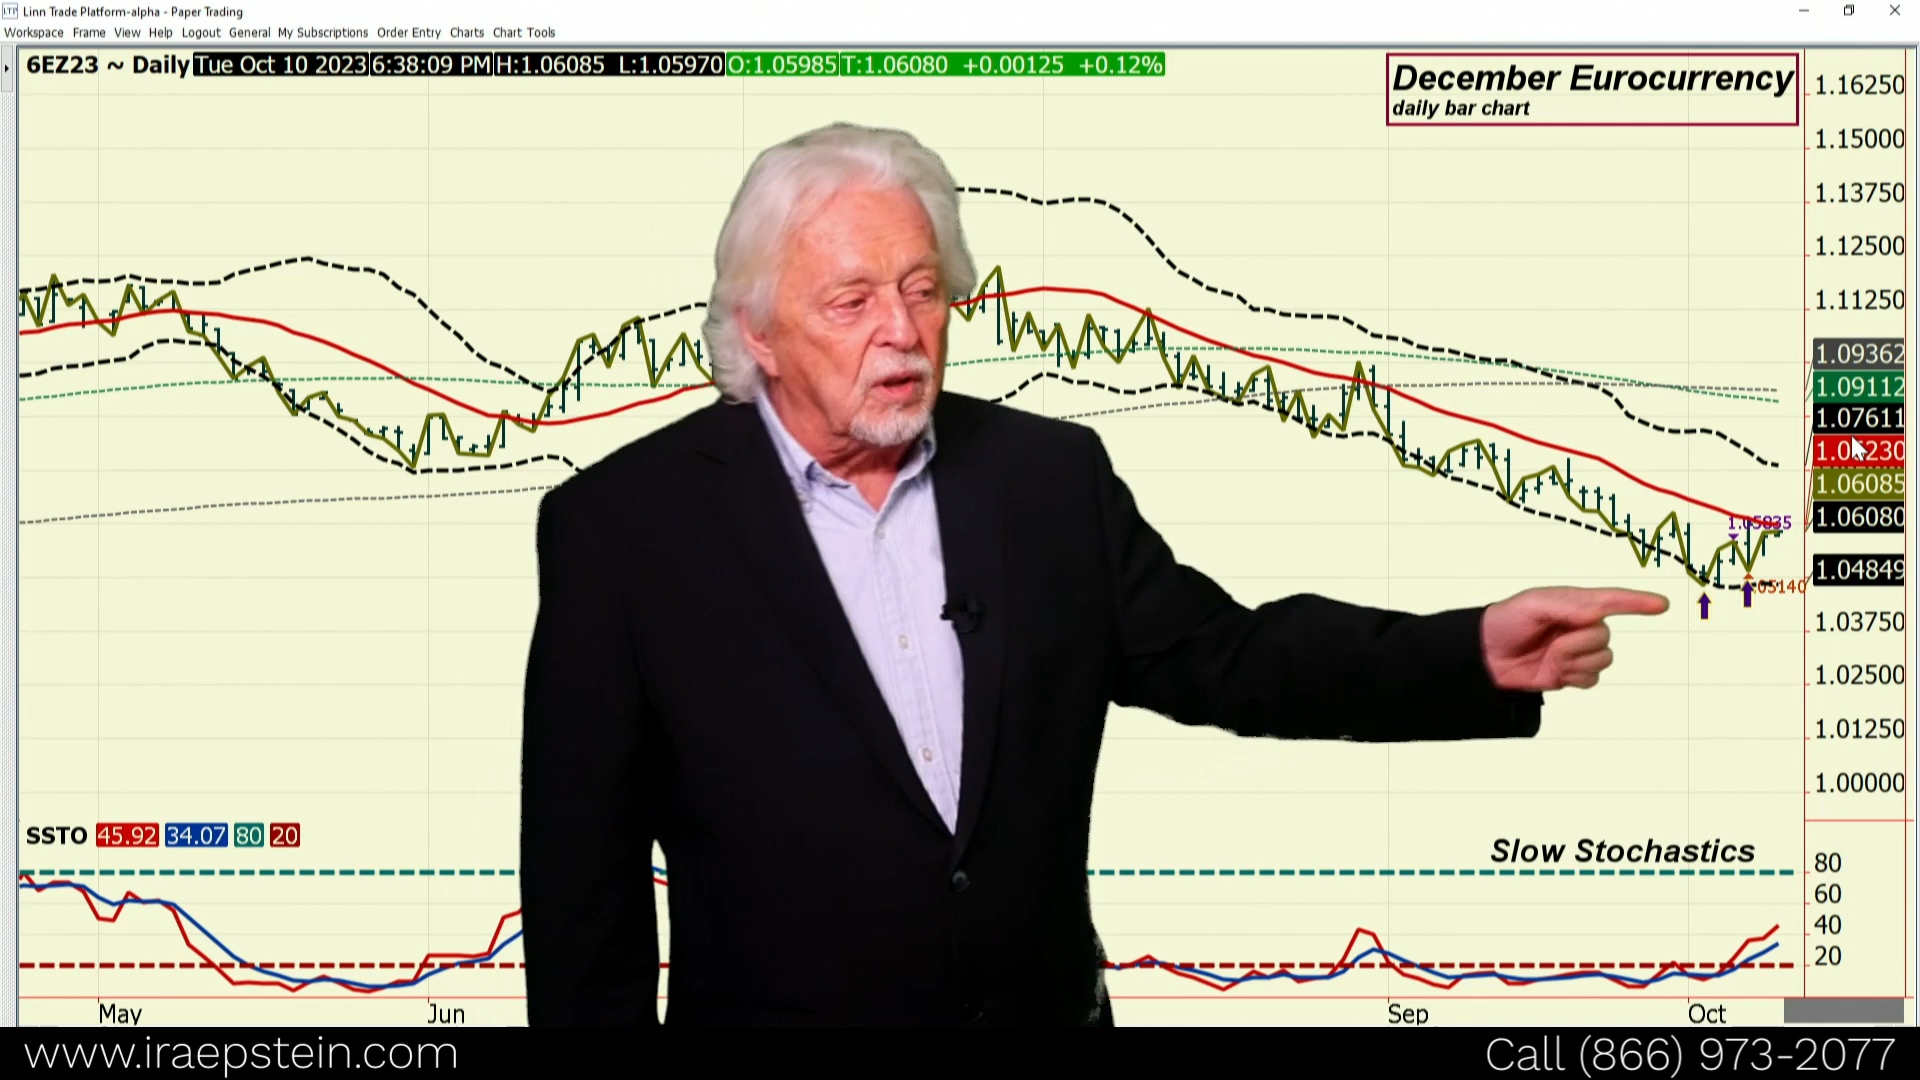 LTP Linn Trade Platform-alpha - Paper Trading
Workspace Frame View Help Logout General My Subscriptions Order Entry Charts Chart Tools
6EZ23 ~ Daily Tue Oct 10 2023 6:38:09 PM H:1.06085 L:1.05970 O:1.05985 T:1.06080 +0.00125 +0.12%
December Eurocurrency
daily bar chart
1.16250
1.15000
1.13750
1.12500
1.11250
1.09362
1.09112
1.07611
1.06085
1.05835
1.06080
1.04849
1.03750
1.02500
1.01250
1.00000
SSTO 45.92 34.07 80 20
Slow Stochastics
80
60
40
20
May Jun Sep Oct
www.iraepstein.com
Call (866) 973-2077